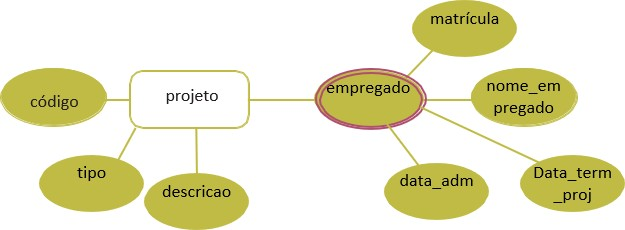 matrícula
projeto
empregado
código
nome_em
pregado
tipo
descricao
data_adm
Data_term
_proj